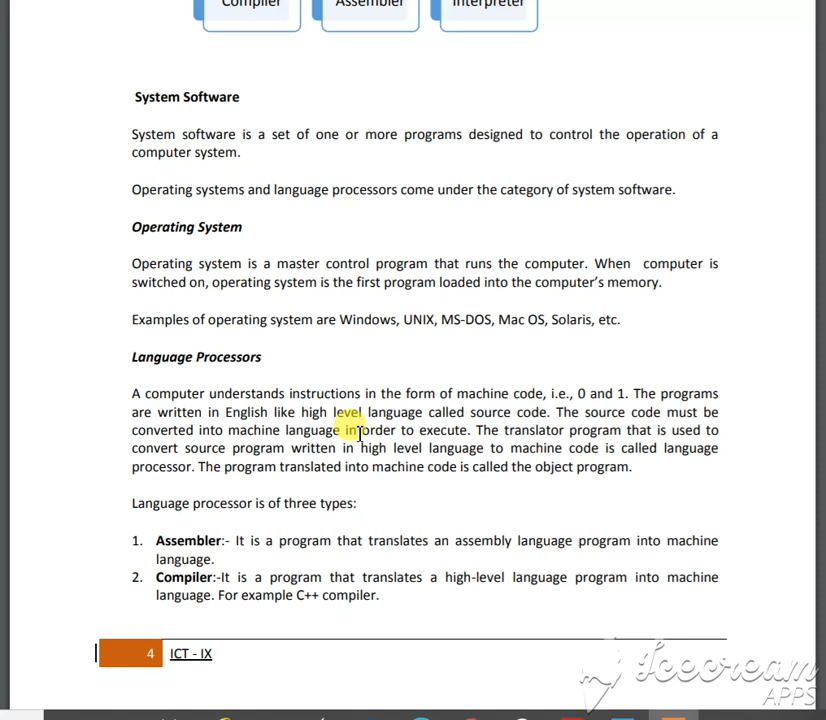 Compiler Assembler Interpreter
System Software
System software is a set of one or more programs designed to control the operation of a
computer system.
Operating systems and language processors come under the category of system software.
Operating System
Operating system is a master control program that runs the computer. When computer is
switched on, operating system is the first program loaded into the computer's memory.
Examples of operating system are Windows, UNIX, MS-DOS, Mac OS, Solaris, etc.
Language Processors
A computer understands instructions in the form of machine code, i.e., 0 and 1. The programs
are written in English like high level language called source code. The source code must be
converted into machine language in order to execute. The translator program that is used to
convert source program written in high level language to machine code is called language
processor. The program translated into machine code is called the object program.
Language processor is of three types:
1. Assembler:- It is a program that translates an assembly language program into machine
language.
2. Compiler:-It is a program that translates a high-level language program into machine
language. For example C++ compiler.
4 ICT - IX
Icecream
APPS